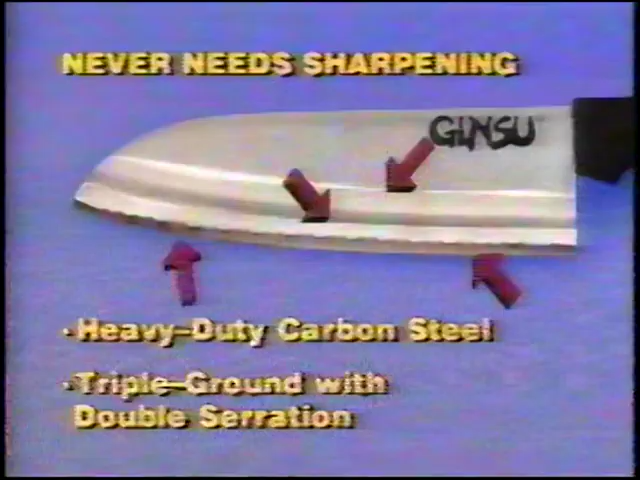 NEVER NEEDS SHARPENING
GINSU
·Heavy-Duty Carbon Steel
·Triple-Ground with
Double Serration